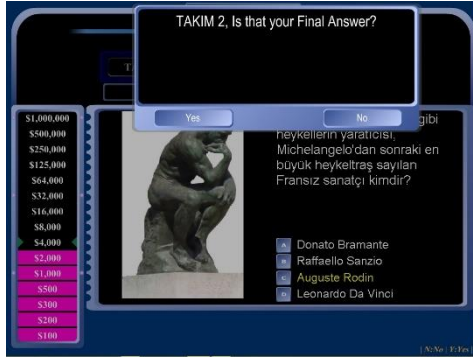 TAKIM 2, Is that your Final Answer?
Yes
No
gibi
heykellerin yaratıcısı,
Michelangelo'dan sonraki en
büyük heykeltraş sayılan
Fransız sanatçı kimdir?
A Donato Bramante
B Raffaello Sanzio
C Auguste Rodin
D Leonardo Da Vinci
$1,000,000
$500,000
$250,000
$125,000
$64,000
$32,000
$16,000
$8,000
$4,000
$2,000
$1,000
$500
$300
$200
$100
| N:No | Y:Yes |